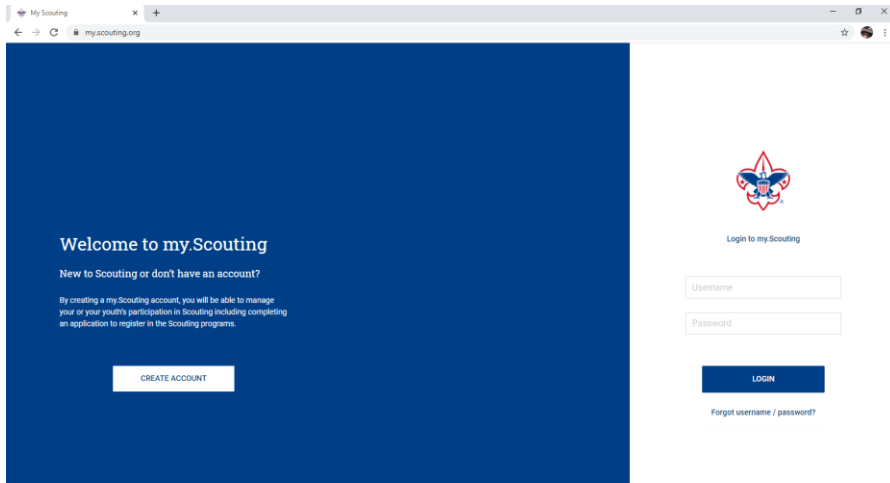 My Scouting
my.scouting.org
Welcome to my.Scouting
New to Scouting or don't have an account?
By creating a my.Scouting account, you will be able to manage
your or your youth's participation in Scouting including completing
an application to register in the Scouting programs.
CREATE ACCOUNT
Login to my.Scouting
Username
Password
LOGIN
Forgot username / password?